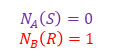 N_A(S) = 0
N_B(R) = 1